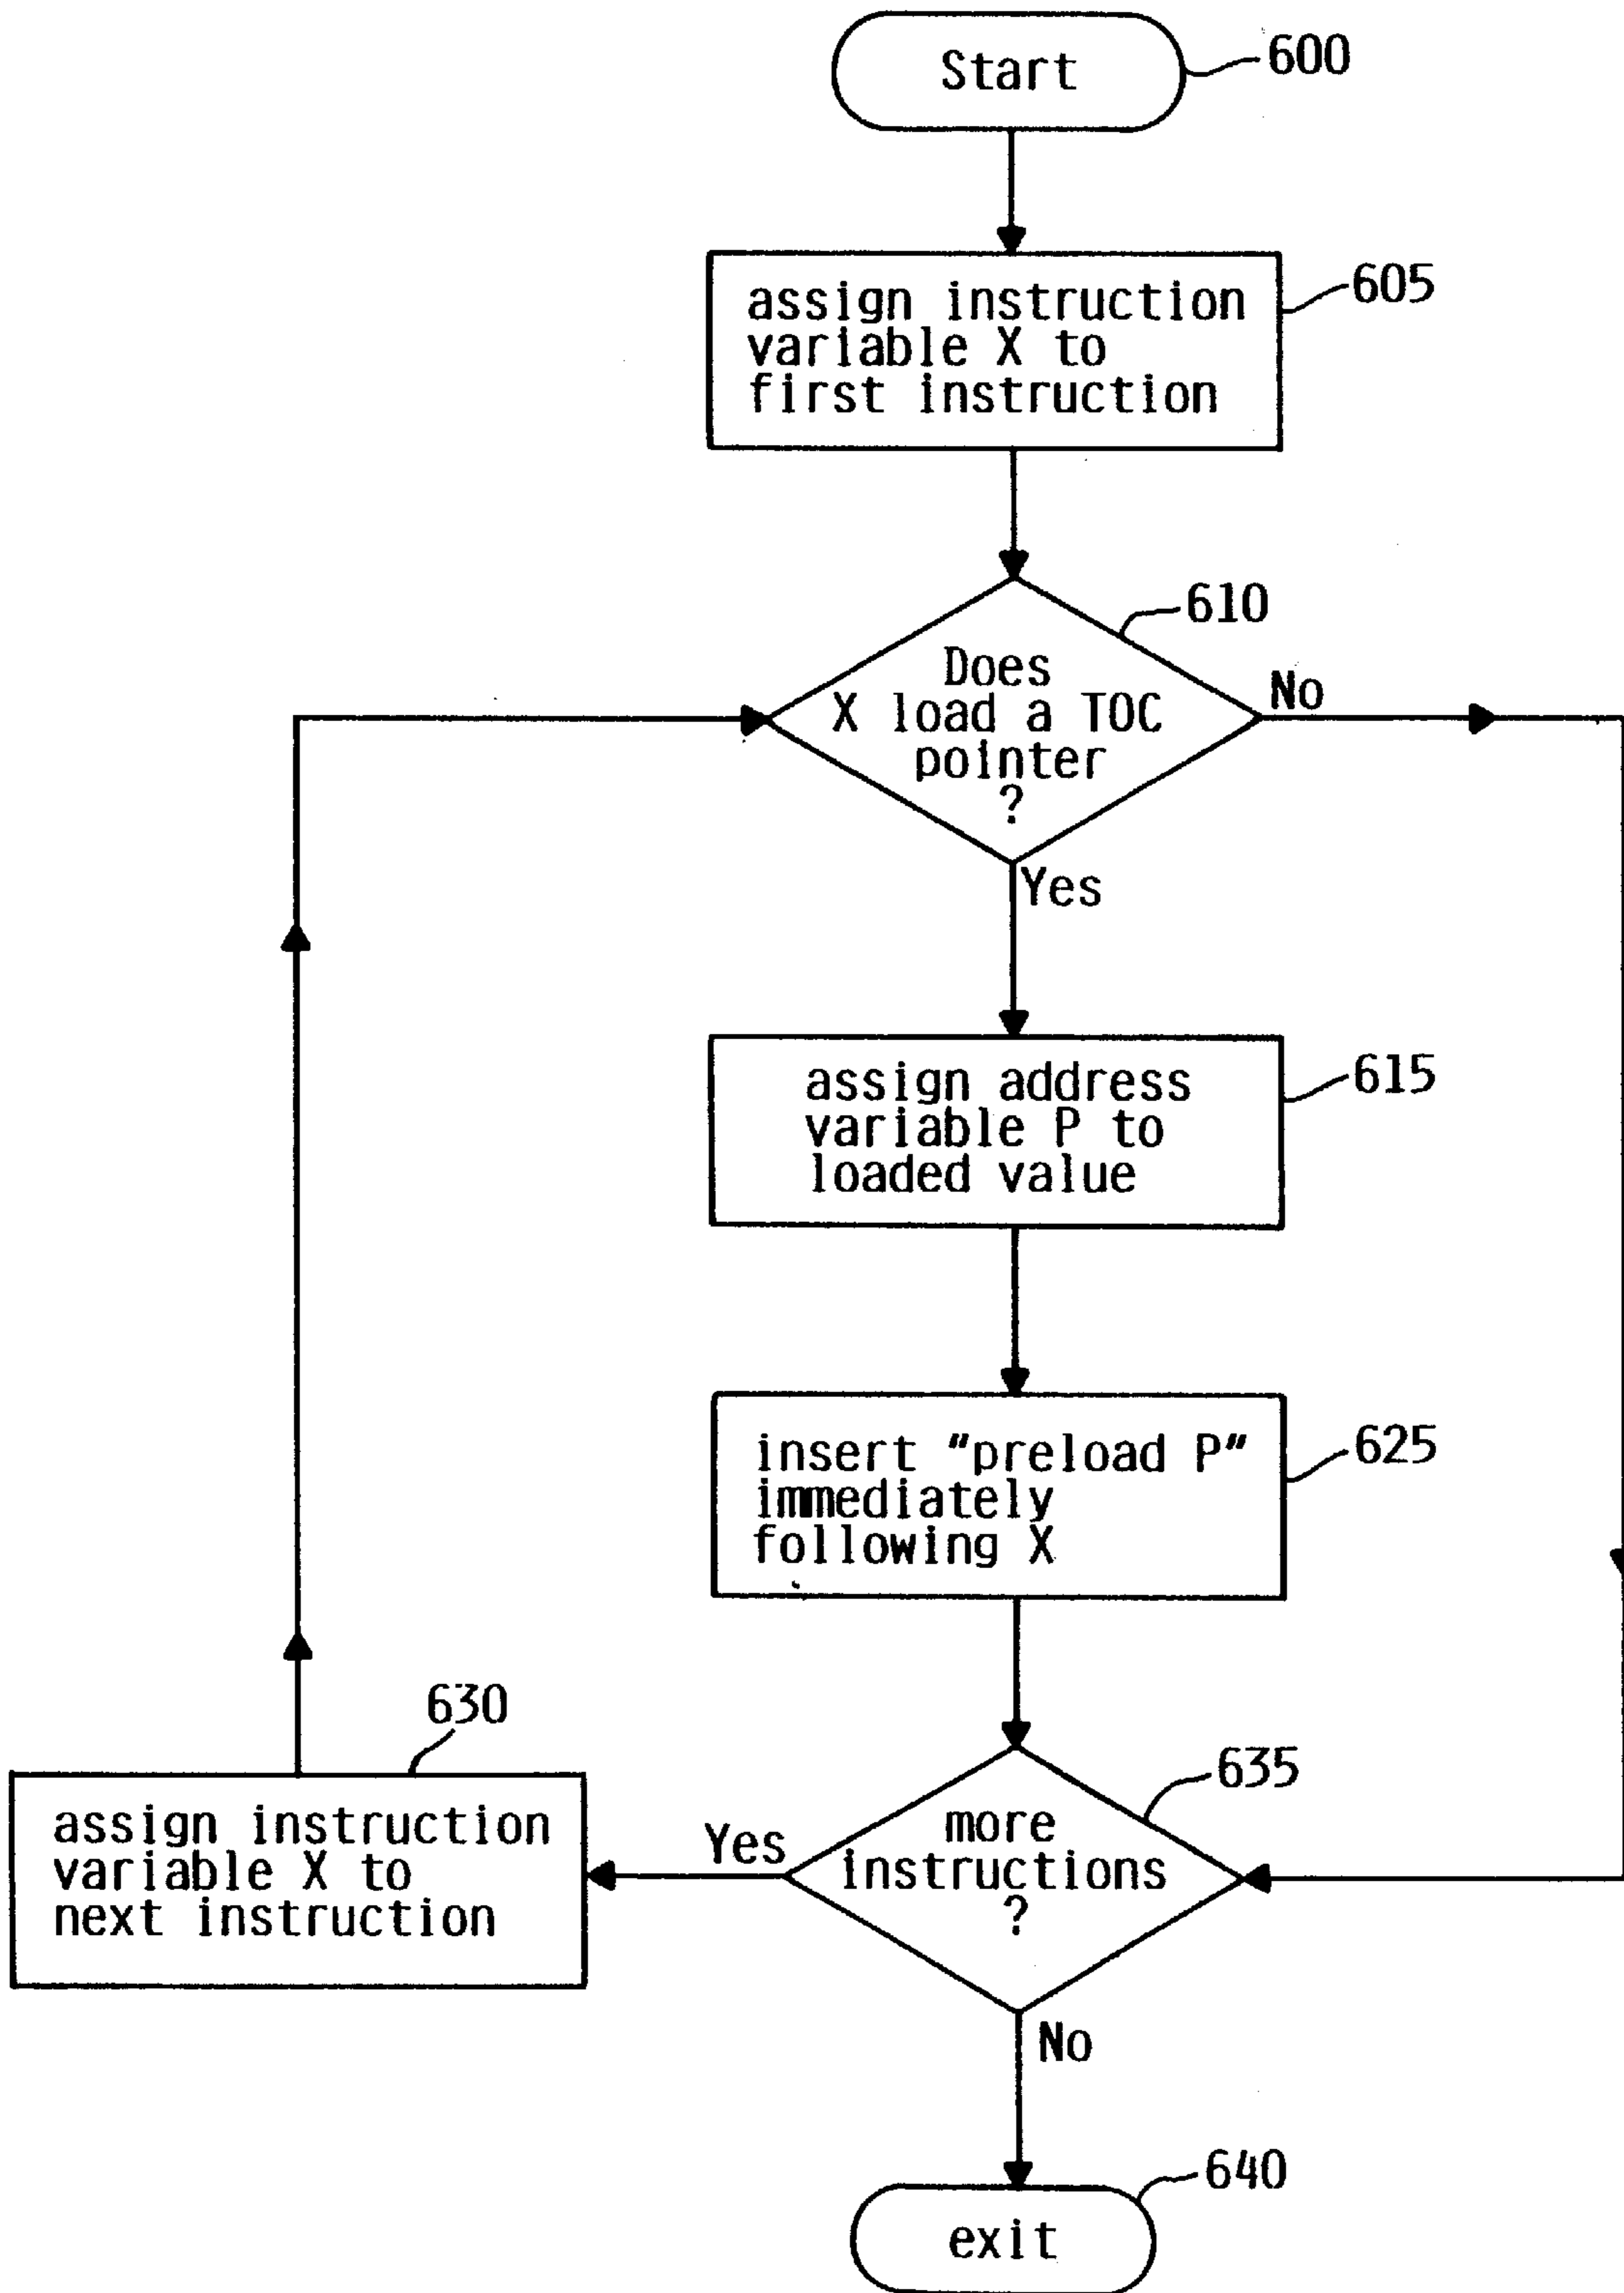 Start
600
assign instruction
variable X to
first instruction
605
610
Does
X load a TOC
pointer
?
No
Yes
assign address
variable P to
loaded value
615
insert "preload P"
immediately
following X
625
630
assign instruction
variable X to
next instruction
Yes
635
more
instructions
?
No
640
exit